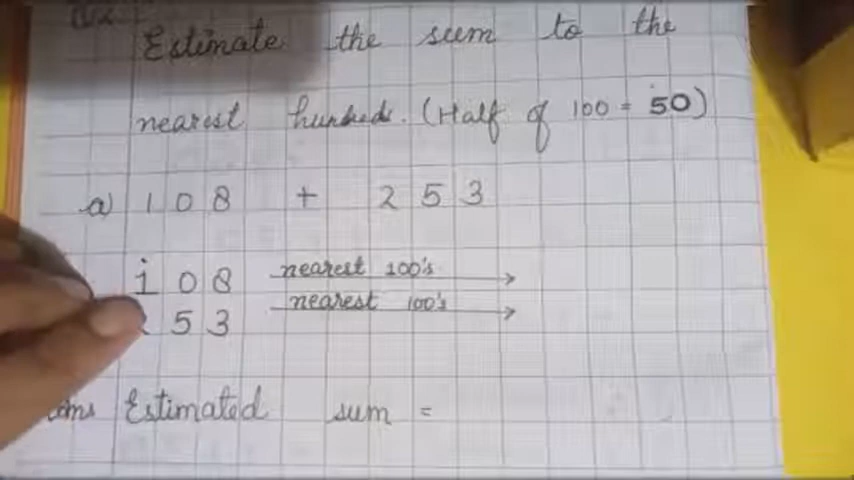 Estimate the sum to the
nearest hundreds. (Half of 100 = 50)
a) 108 + 253
108 nearest 100's →
53 nearest 100's →
Estimated sum =